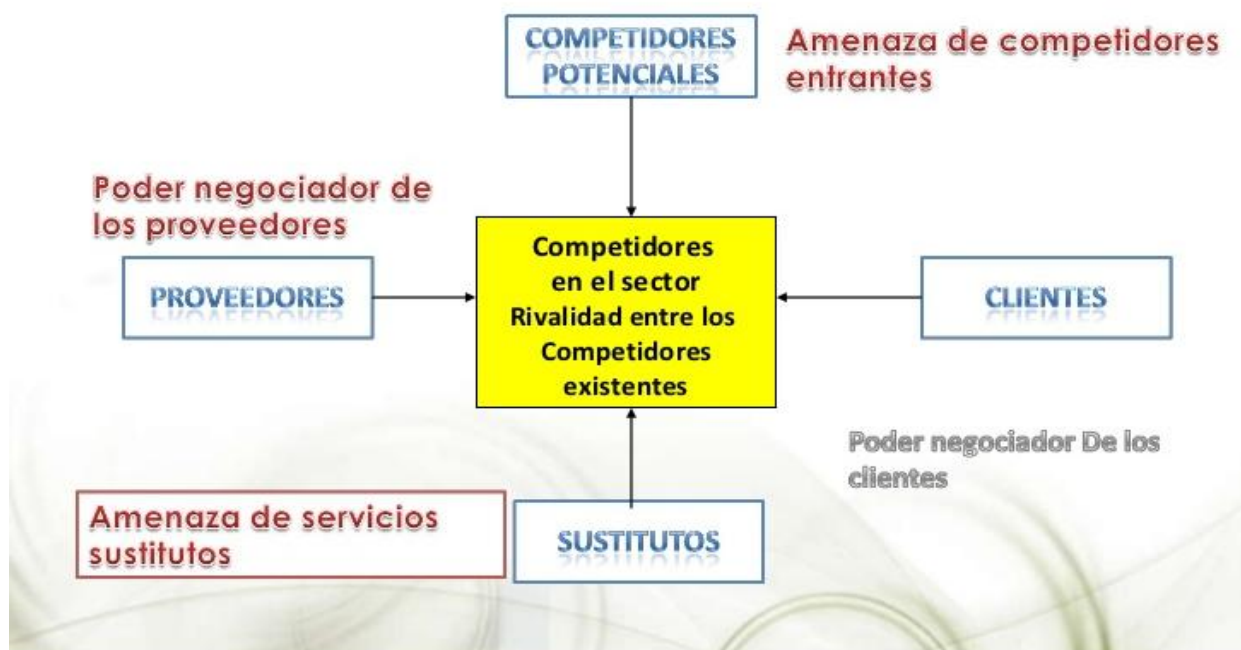 COMPETIDORES
POTENCIALES
Amenaza de competidores
entrantes
Poder negociador de
los proveedores
PROVEEDORES
Competidores
en el sector
Rivalidad entre los
Competidores
existentes
CLIENTES
Poder negociador De los
clientes
Amenaza de servicios
sustitutos
SUSTITUTOS